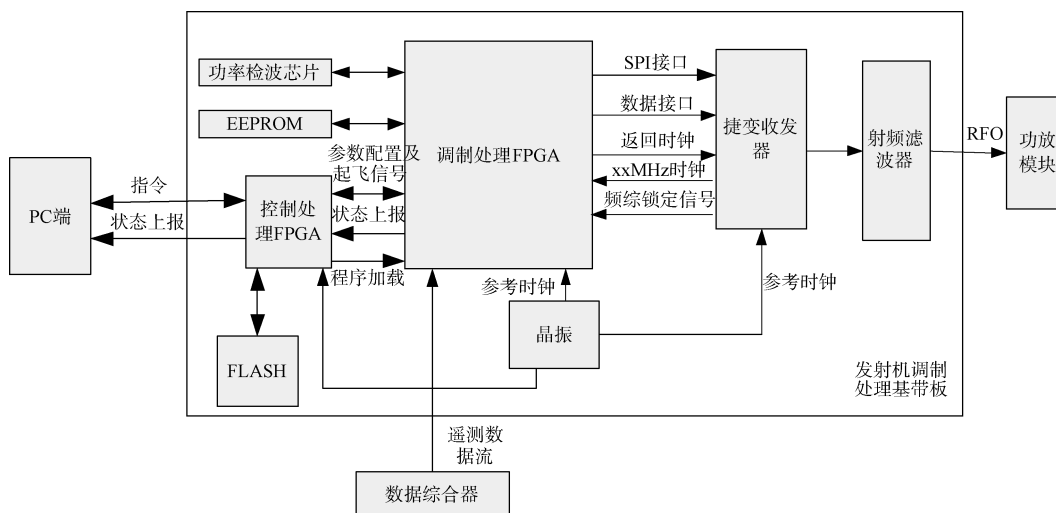 功率检波芯片
EEPROM
调制处理FPGA
SPI接口
数据接口
返回时钟
xxMHz时钟
频综锁定信号
捷变收发
器
射频滤
波器
RFO
功放
模块
PC端
指令
状态上报
控制处
理FPGA
参数配置及
起飞信号
状态上报
程序加载
FLASH
参考时钟
晶振
参考时钟
发射机调制
处理基带板
遥测数
据流
数据综合器